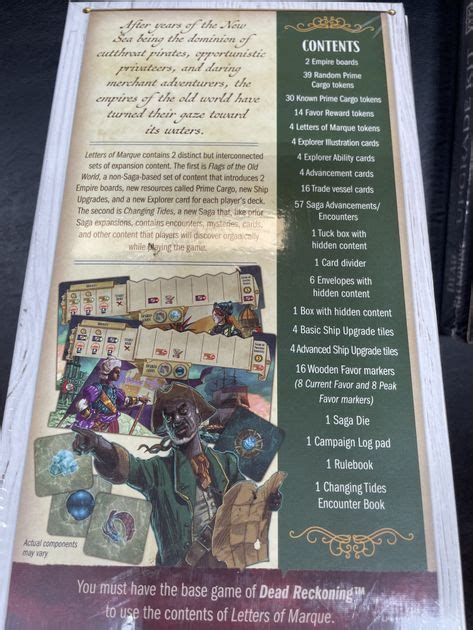 After years of the New
Sea being the dominion of
cutthroat pirates, opportunistic
privateers, and daring
merchant adventurers, the
empires of the old world have
turned their gaze toward
its waters.
Letters of Marque contains 2 distinct but interconnected
sets of expansion content. The first is Flags of the Old
World, a non-Saga-based set of content that introduces 2
Empire boards, new resources called Prime Cargo, new Ship
Upgrades, and a new Explorer card for each player's deck.
The second is Changing Tides, a new Saga that, like prior
Saga expansions, contains encounters, mysteries, cards,
and other content that players will discover organically
while playing the game.
Actual components
may vary.
CONTENTS
2 Empire boards
39 Random Prime
Cargo tokens
30 Known Prime Cargo tokens
14 Favor Reward tokens
4 Letters of Marque tokens
4 Explorer Illustration cards
4 Explorer Ability cards
4 Advancement cards
16 Trade vessel cards
57 Saga Advancements/
Encounters
1 Tuck box with
hidden content
1 Card divider
6 Envelopes with
hidden content
1 Box with hidden content
4 Basic Ship Upgrade tiles
4 Advanced Ship Upgrade tiles
16 Wooden Favor markers
(8 Current Favor and 8 Peak
Favor markers)
1 Saga Die
1 Campaign Log pad
1 Rulebook
1 Changing Tides
Encounter Book
You must have the base game of Dead Reckoning™
to use the contents of Letters of Marque.